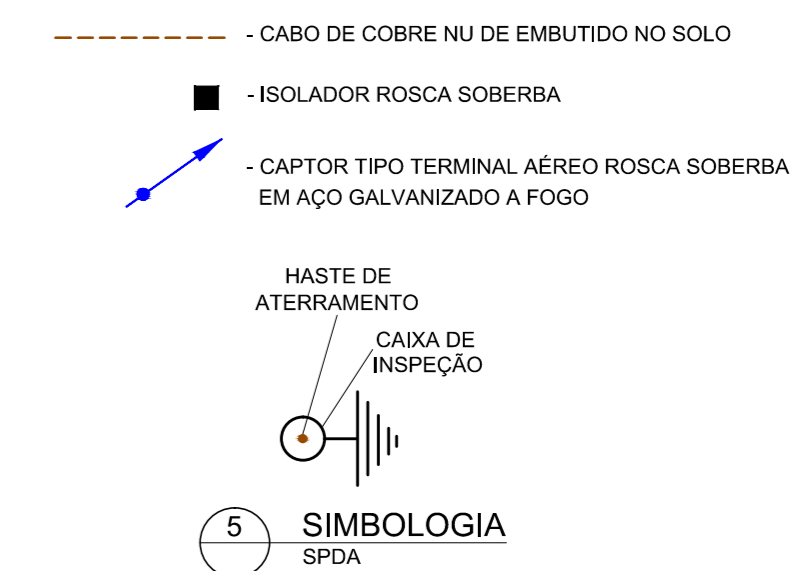 - CABO DE COBRE NU DE EMBUTIDO NO SOLO
- ISOLADOR ROSCA SOBERBA
- CAPTOR TIPO TERMINAL AÉREO ROSCA SOBERBA
EM AÇO GALVANIZADO A FOGO
HASTE DE
ATERRAMENTO
CAIXA DE
INSPEÇÃO
5 SIMBOLOGIA
SPDA